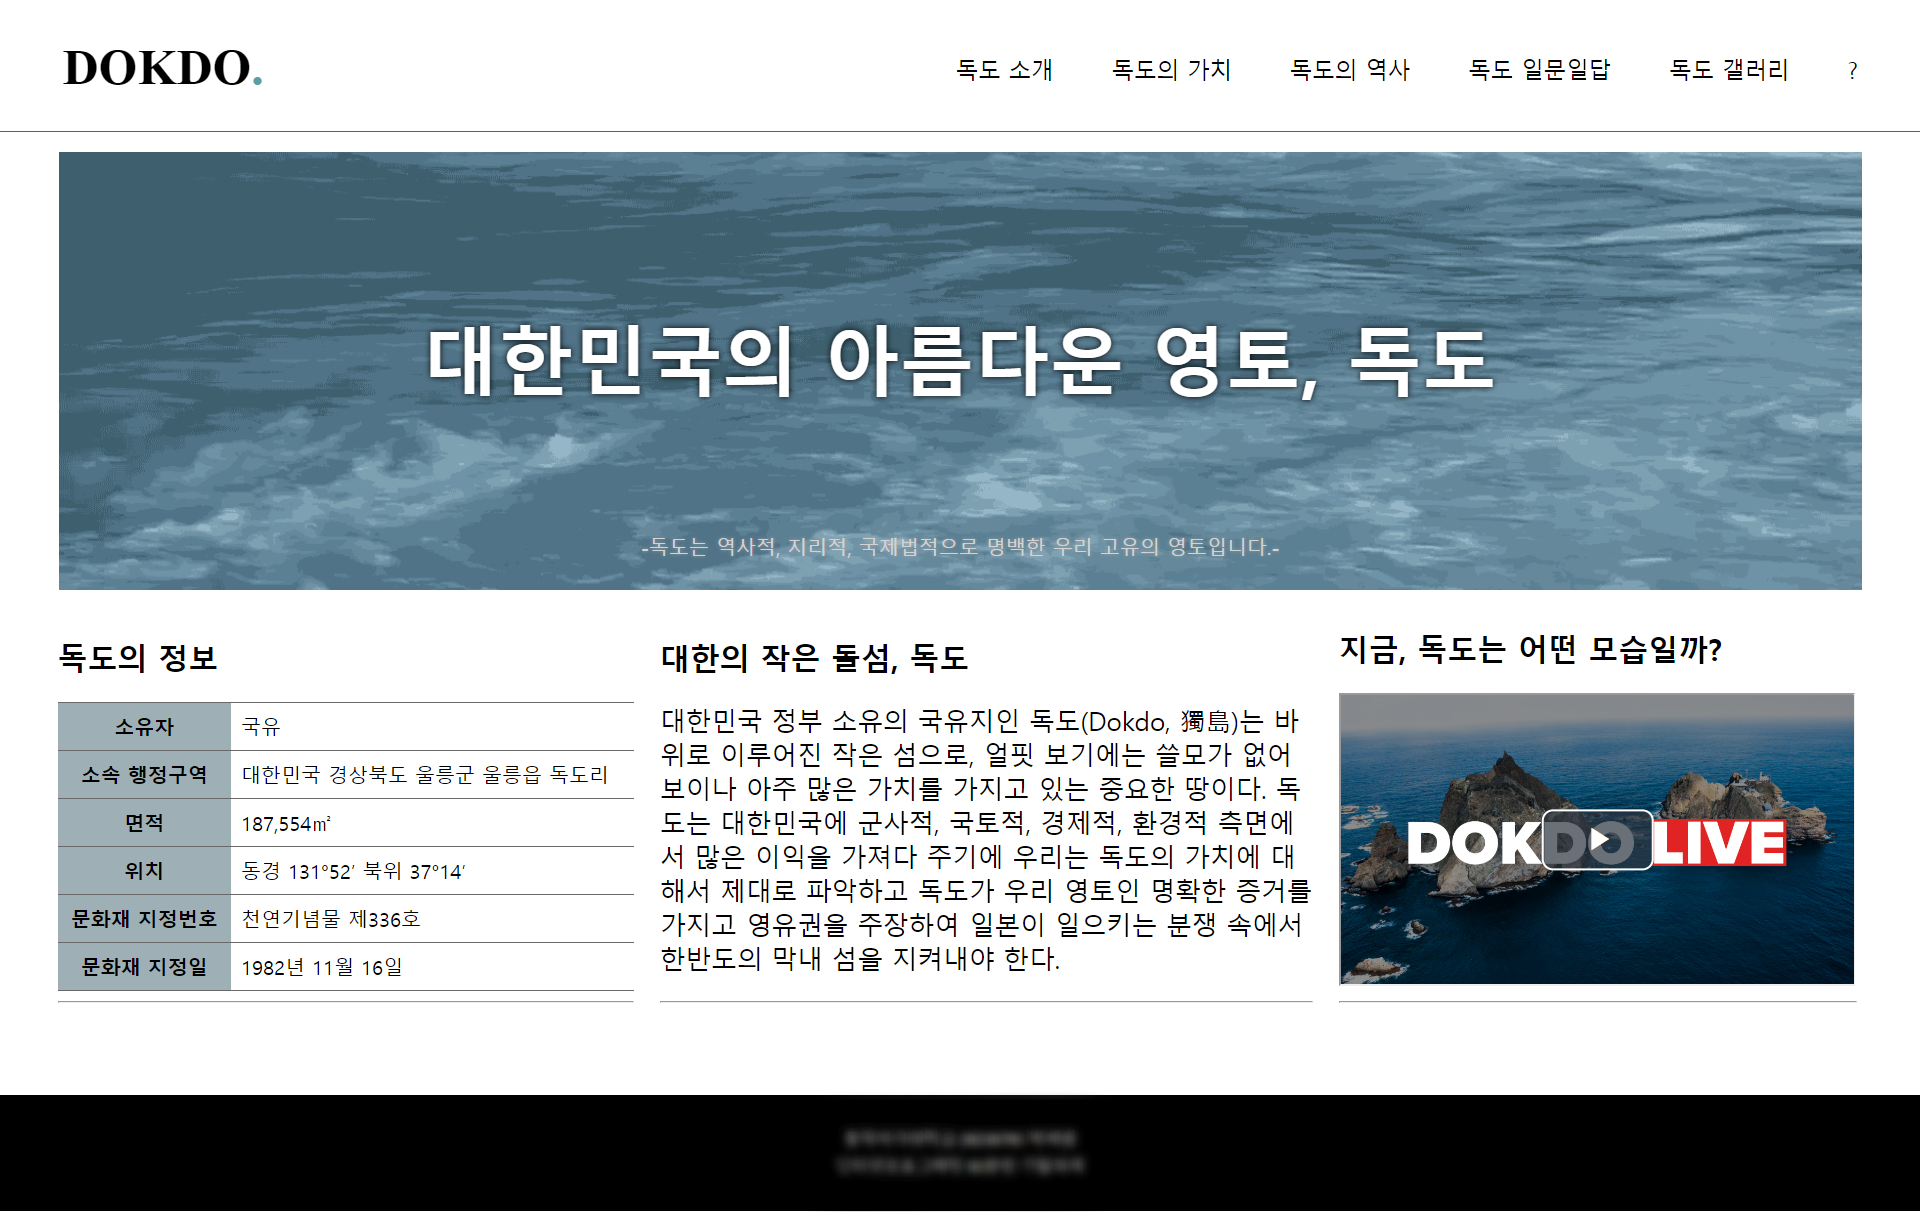 DOKDO.
독도 소개
독도의 가치
독도의 역사
독도 일문일답
독도 갤러리
?
대한민국의 아름다운 영토, 독도
-독도는 역사적, 지리적, 국제법적으로 명백한 우리 고유의 영토입니다.-
독도의 정보
소유자 국유
소속 행정구역 대한민국 경상북도 울릉군 울릉읍 독도리
면적 187,554㎡
위치 동경 131°52′ 북위 37°14′
문화재 지정번호 천연기념물 제336호
문화재 지정일 1982년 11월 16일
대한의 작은 돌섬, 독도
대한민국 정부 소유의 국유지인 독도(Dokdo, 獨島)는 바
위로 이루어진 작은 섬으로, 얼핏 보기에는 쓸모가 없어
보이나 아주 많은 가치를 가지고 있는 중요한 땅이다. 독
도는 대한민국에 군사적, 국토적, 경제적, 환경적 측면에
서 많은 이익을 가져다 주기에 우리는 독도의 가치에 대
해서 제대로 파악하고 독도가 우리 영토인 명확한 증거를
가지고 영유권을 주장하여 일본이 일으키는 분쟁 속에서
한반도의 막내 섬을 지켜내야 한다.
지금, 독도는 어떤 모습일까?
DOKDO LIVE